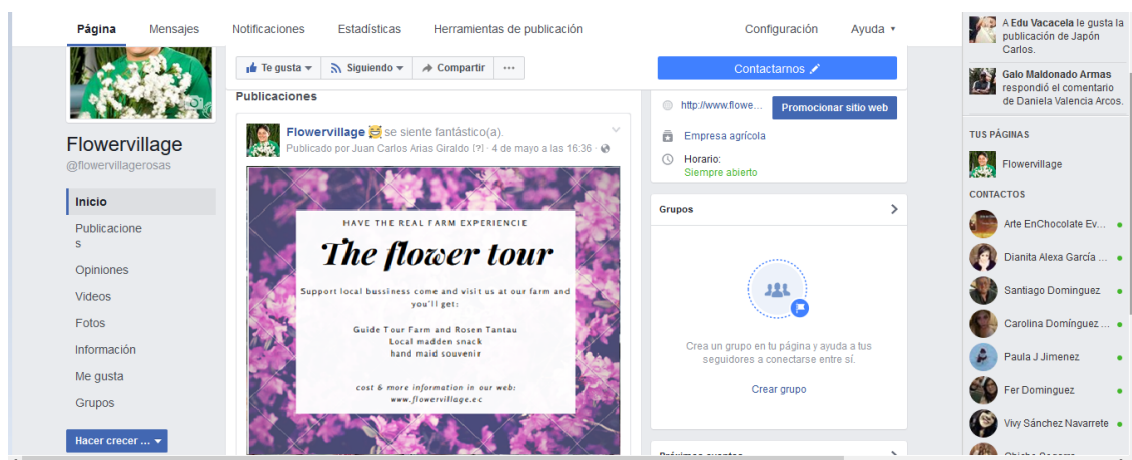 Página Mensajes Notificaciones Estadísticas Herramientas de publicación Configuración Ayuda
Flowervillage
@flowervillagerosas
Inicio
Publicacione
s
Opiniones
Videos
Fotos
Información
Me gusta
Grupos
Hacer crecer ...
Te gusta Siguiendo Compartir ...
Publicaciones
Flowervillage se siente fantástico(a).
Publicado por Juan Carlos Arias Giraldo [?] · 4 de mayo a las 16:36 ·
HAVE THE REAL FARM EXPERIENCIE
The flower tour
Support local bussiness come and visit us at our farm and
you'll get:
Guide Tour Farm and Rosen Tantau
Local madden snack
hand maid souvenir
cost & more information in our web:
www.flowervillage.ec
Contactarnos
http://www.flowe... Promocionar sitio web
Empresa agrícola
Horario:
Siempre abierto
Grupos
Crea un grupo en tu página y ayuda a tus
seguidores a conectarse entre sí.
Crear grupo
A Edu Vacacela le gusta la
publicación de Japón
Carlos.
Galo Maldonado Armas
respondió el comentario
de Daniela Valencia Arcos.
TUS PÁGINAS
Flowervillage
CONTACTOS
Arte EnChocolate Ev...
Dianita Alexa García ...
Santiago Dominguez
Carolina Domínguez ...
Paula J Jimenez
Fer Dominguez
Vivy Sánchez Navarrete